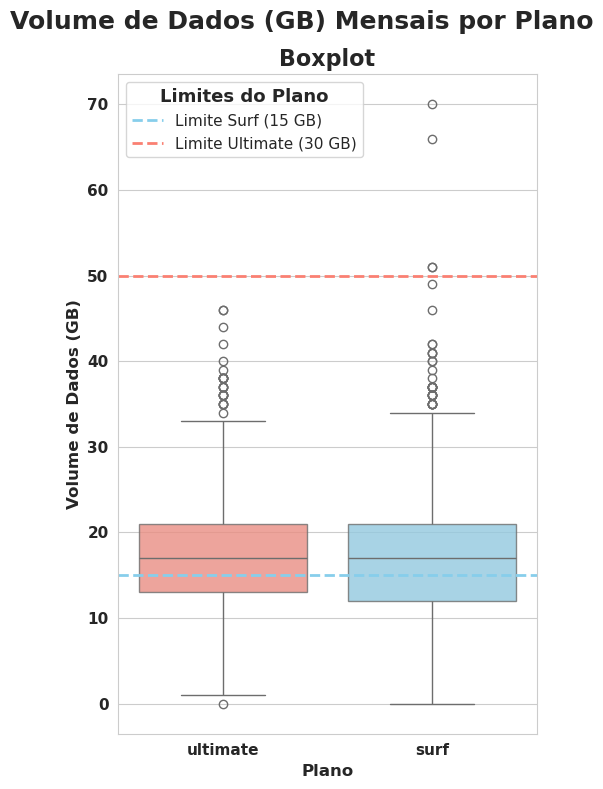 Volume de Dados (GB) Mensais por Plano
Boxplot
Limites do Plano
Limite Surf (15 GB)
Limite Ultimate (30 GB)
Volume de Dados (GB)
70
60
50
40
30
20
10
0
ultimate
surf
Plano